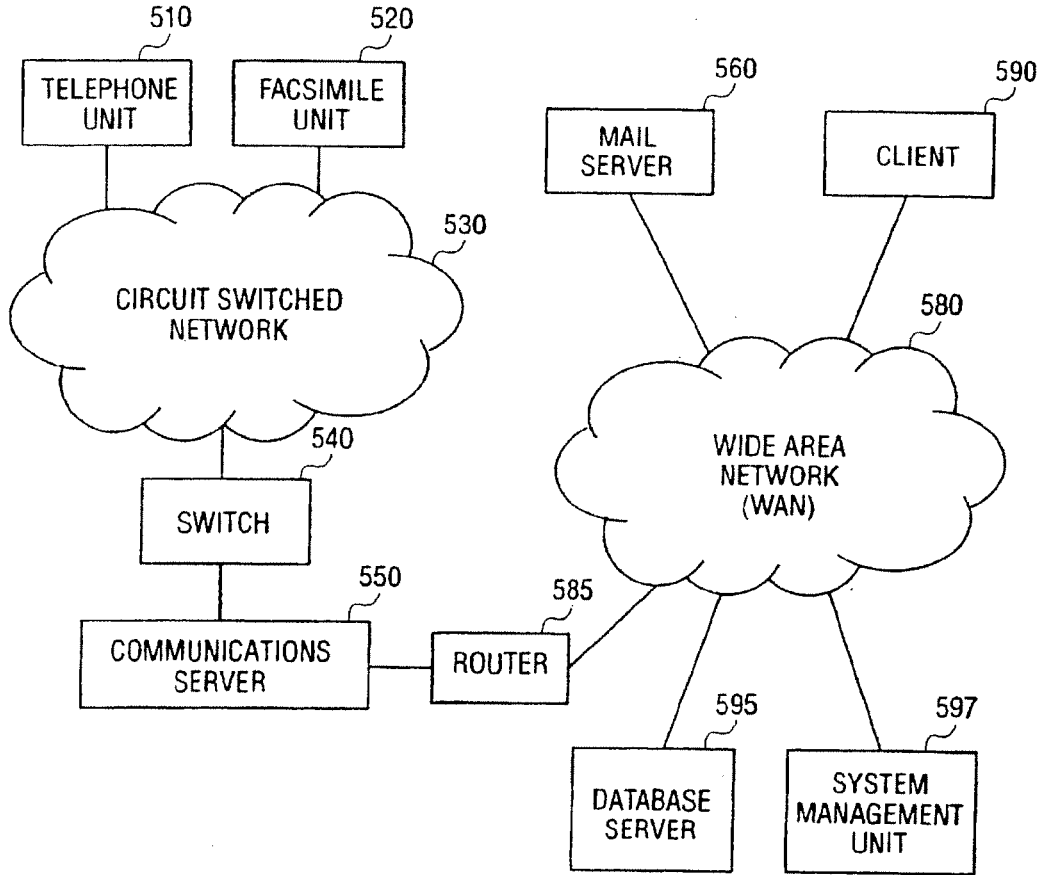 510
520
TELEPHONE
UNIT
FACSIMILE
UNIT
560
590
MAIL
SERVER
CLIENT
530
CIRCUIT SWITCHED
NETWORK
580
WIDE AREA
NETWORK
(WAN)
540
SWITCH
550
COMMUNICATIONS
SERVER
585
ROUTER
595
DATABASE
SERVER
597
SYSTEM
MANAGEMENT
UNIT